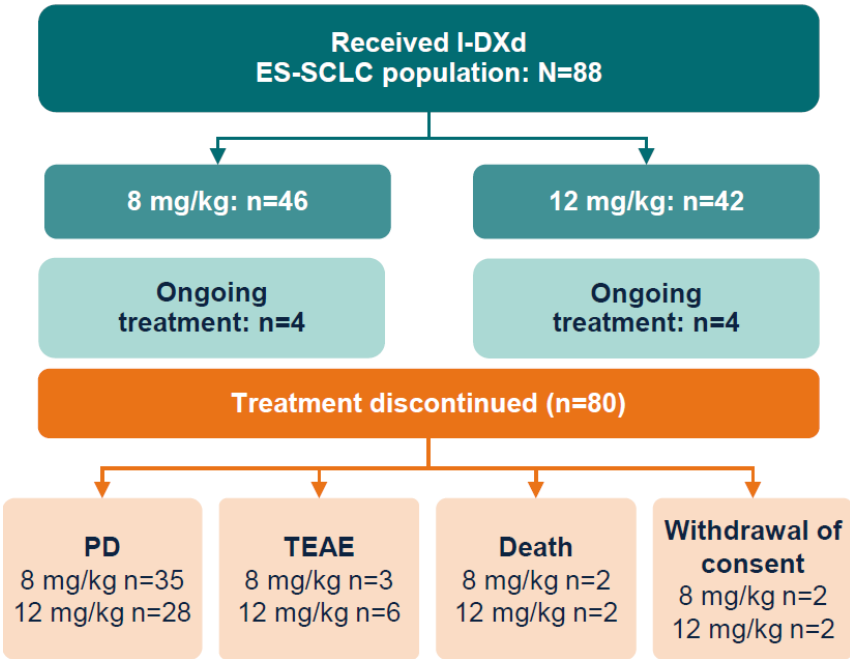 Received I-DXd
ES-SCLC population: N=88
8 mg/kg: n=46
12 mg/kg: n=42
Ongoing
treatment: n=4
Ongoing
treatment: n=4
Treatment discontinued (n=80)
PD
8 mg/kg n=35
12 mg/kg n=28
TEAE
8 mg/kg n=3
12 mg/kg n=6
Death
8 mg/kg n=2
12 mg/kg n=2
Withdrawal of
consent
8 mg/kg n=2
12 mg/kg n=2